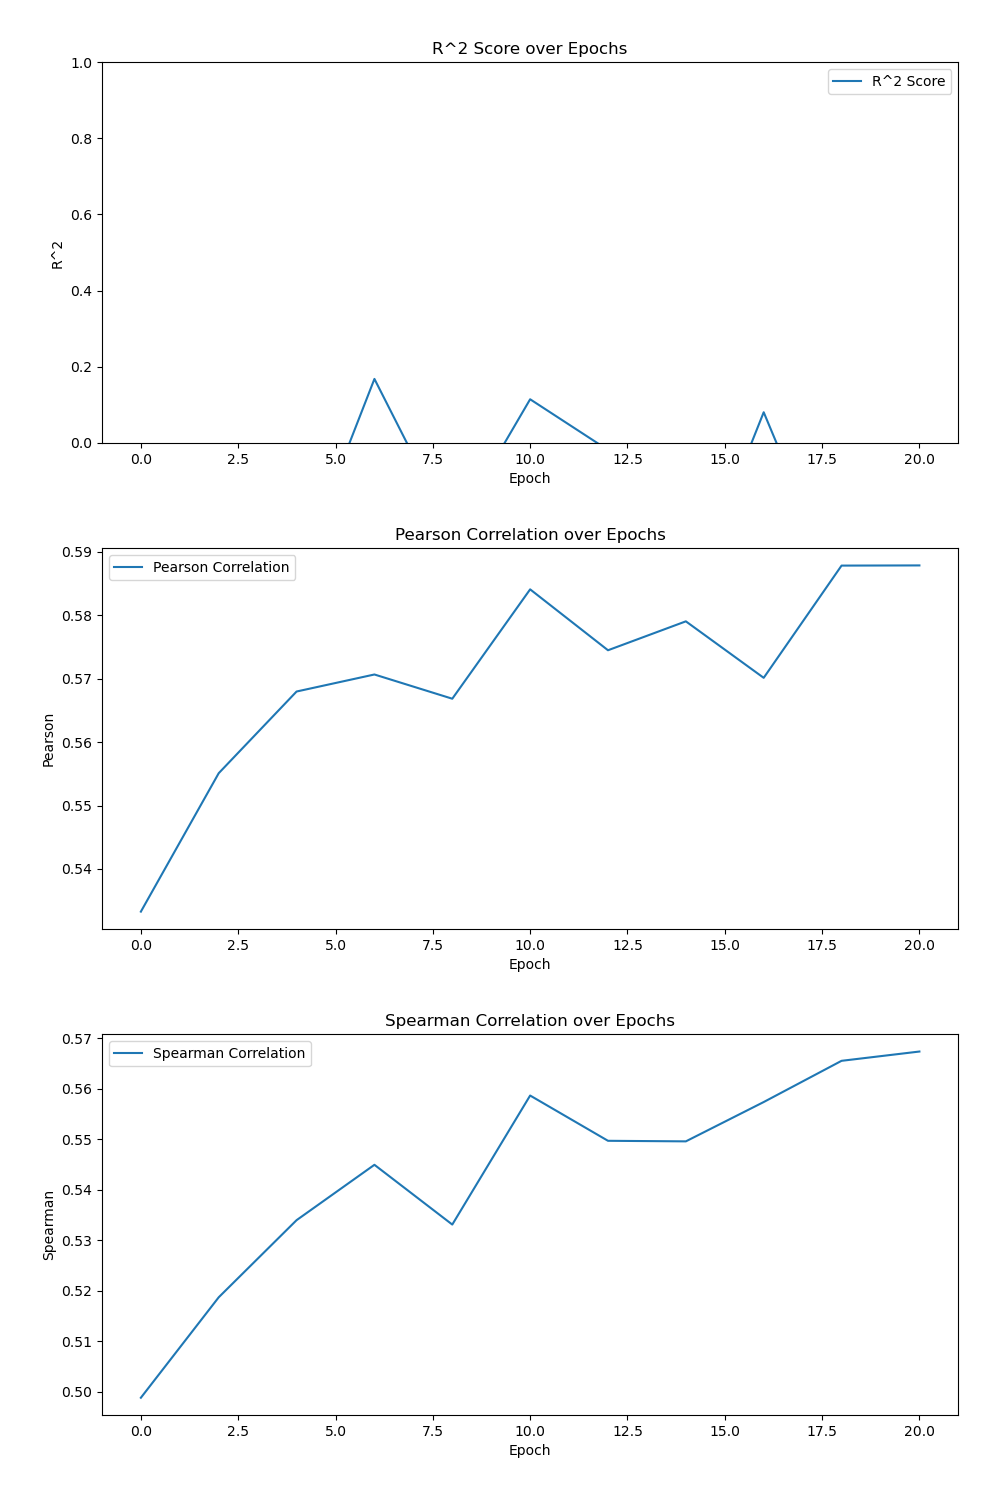 R^2 Score over Epochs
1.0
R^2 Score
0.8
0.6
R^2
0.4
0.2
0.0
0.0 2.5 5.0 7.5 10.0 12.5 15.0 17.5 20.0
Epoch
Pearson Correlation over Epochs
0.59
Pearson Correlation
0.58
0.57
0.56
Pearson
0.55
0.54
0.0 2.5 5.0 7.5 10.0 12.5 15.0 17.5 20.0
Epoch
Spearman Correlation over Epochs
0.57
Spearman Correlation
0.56
0.55
0.54
Spearman
0.53
0.52
0.51
0.50
0.0 2.5 5.0 7.5 10.0 12.5 15.0 17.5 20.0
Epoch